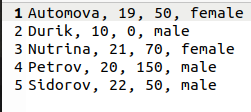 1 Automova, 19, 50, female
2 Durik, 10, 0, male
3 Nutrina, 21, 70, female
4 Petrov, 20, 150, male
5 Sidorov, 22, 50, male